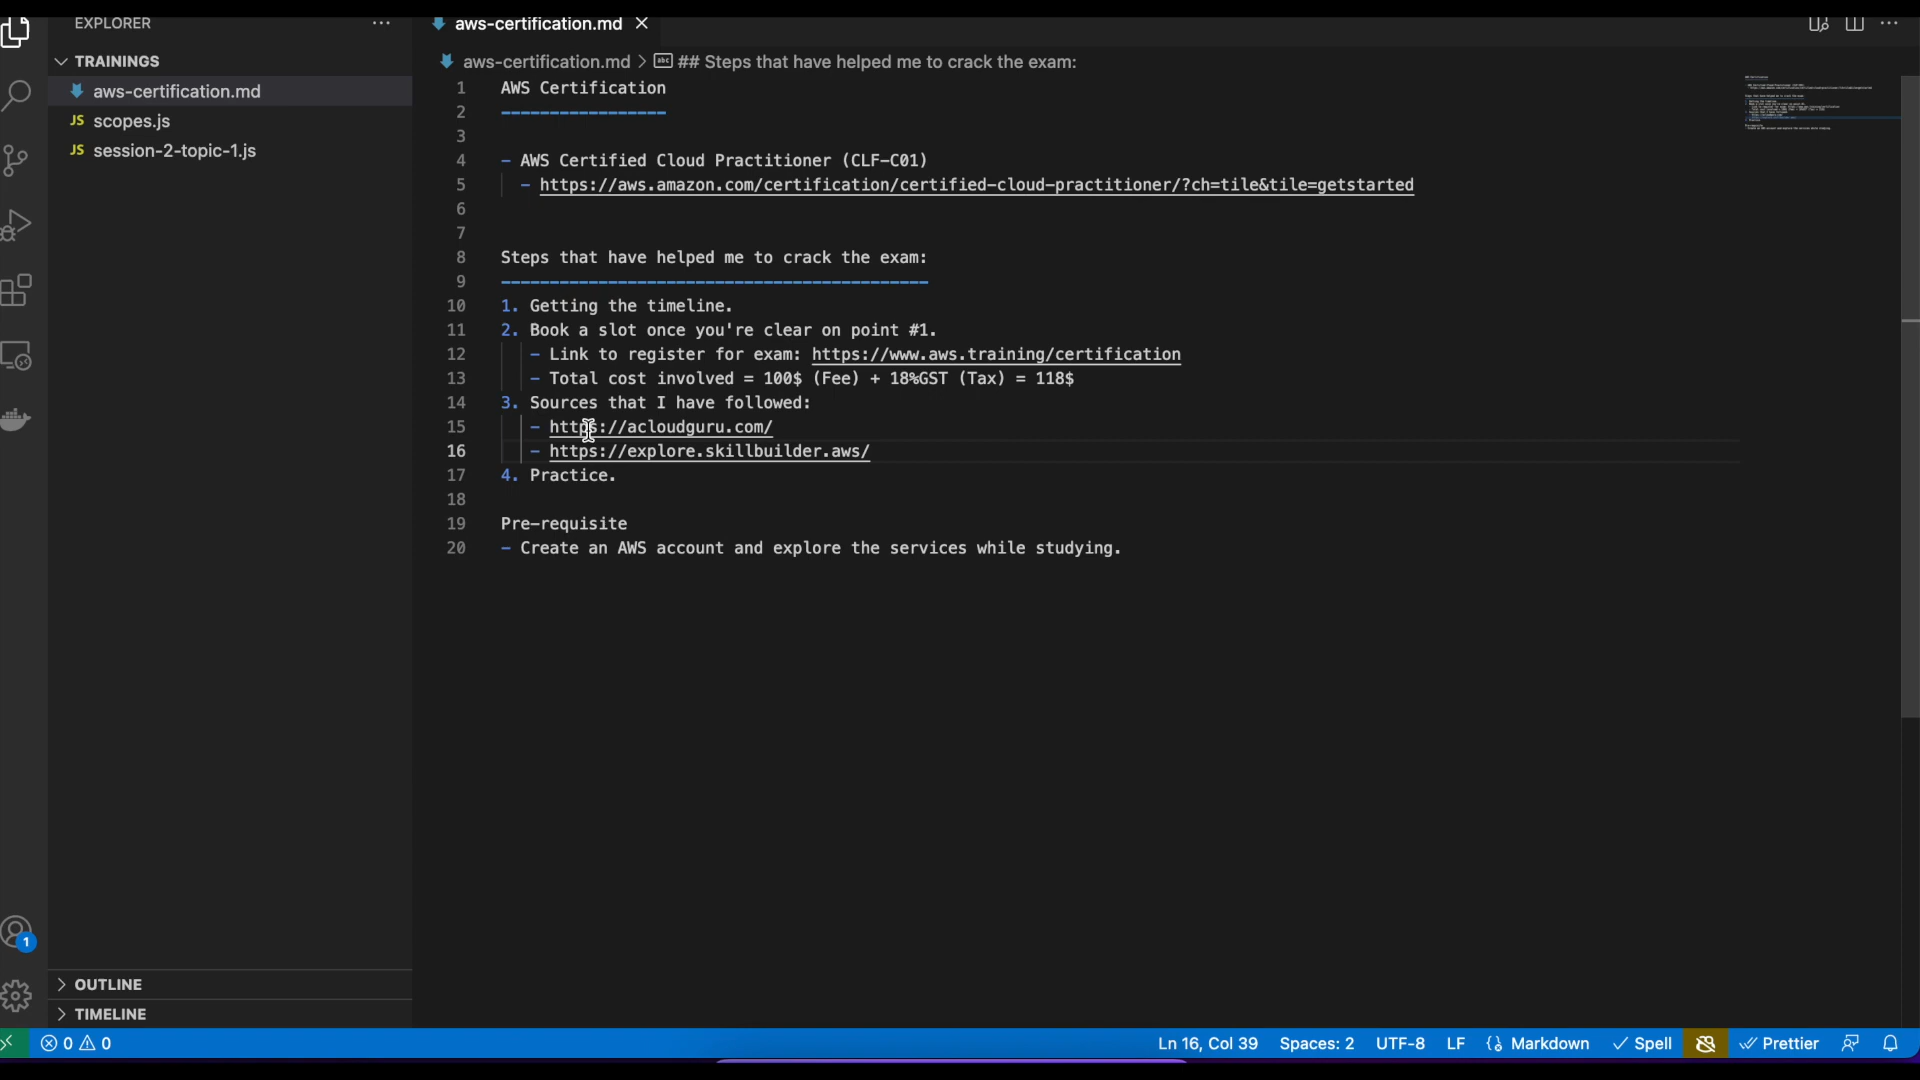 EXPLORER
aws-certification.md
TRAININGS
aws-certification.md
JS scopes.js
JS session-2-topic-1.js
aws-certification.md > ## Steps that have helped me to crack the exam:
1 AWS Certification
2 -----------------
3
4 - AWS Certified Cloud Practitioner (CLF-C01)
5 - https://aws.amazon.com/certification/certified-cloud-practitioner/?ch=tile&tile=getstarted
6
7
8 Steps that have helped me to crack the exam:
9 --------------------------------------------
10 1. Getting the timeline.
11 2. Book a slot once you're clear on point #1.
12 - Link to register for exam: https://www.aws.training/certification
13 - Total cost involved = 100$ (Fee) + 18%GST (Tax) = 118$
14 3. Sources that I have followed:
15 - https://acloudguru.com/
16 - https://explore.skillbuilder.aws/
17 4. Practice.
18
19 Pre-requisite
20 - Create an AWS account and explore the services while studying.
1
OUTLINE
TIMELINE
0 0 Ln 16, Col 39 Spaces: 2 UTF-8 LF Markdown Spell Prettier